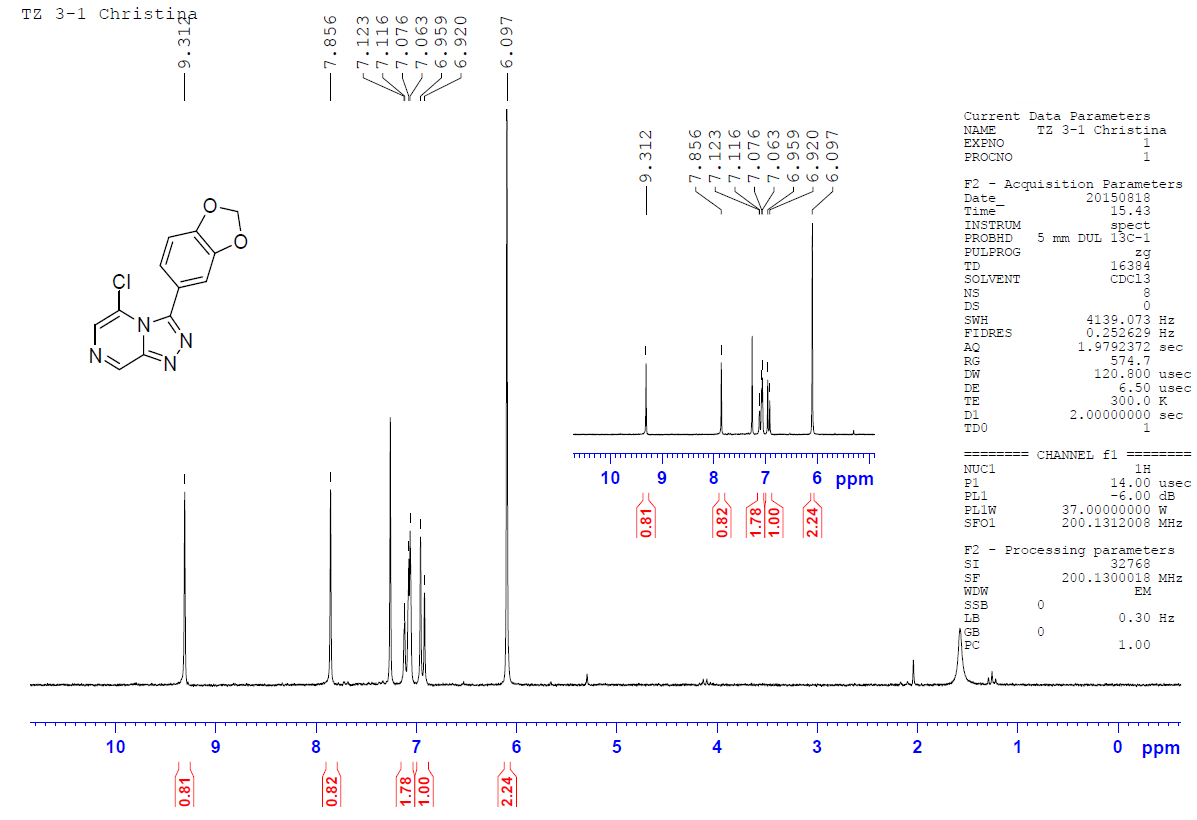 TZ 3-1 Christina
9.312
7.856
7.123
7.116
7.076
7.063
6.959
6.920
6.097
9.312
7.856
7.123
7.116
7.076
7.063
6.959
6.920
6.097
Current Data Parameters
NAME TZ 3-1 Christina
EXPNO 1
PROCNO 1
F2 - Acquisition Parameters
Date_ 20150818
Time 15.43
INSTRUM spect
PROBHD 5 mm DUL 13C-1
PULPROG zg
TD 16384
SOLVENT CDCl3
NS 8
DS 0
SWH 4139.073 Hz
FIDRES 0.252629 Hz
AQ 1.9792372 sec
RG 574.7
DW 120.800 usec
DE 6.50 usec
TE 300.0 K
D1 2.00000000 sec
TD0 1
======== CHANNEL f1 ========
NUC1 1H
P1 14.00 usec
PL1 -6.00 dB
PL1W 37.00000000 W
SFO1 200.1312008 MHz
F2 - Processing parameters
SI 32768
SF 200.1300018 MHz
WDW EM
SSB 0
LB 0.30 Hz
GB 0
PC 1.00
O
O
Cl
N
N
N
N
10 9 8 7 6 ppm
0.81 0.82 1.78 1.00 2.24
10 9 8 7 6 5 4 3 2 1 0 ppm
0.81 0.82 1.78 1.00 2.24